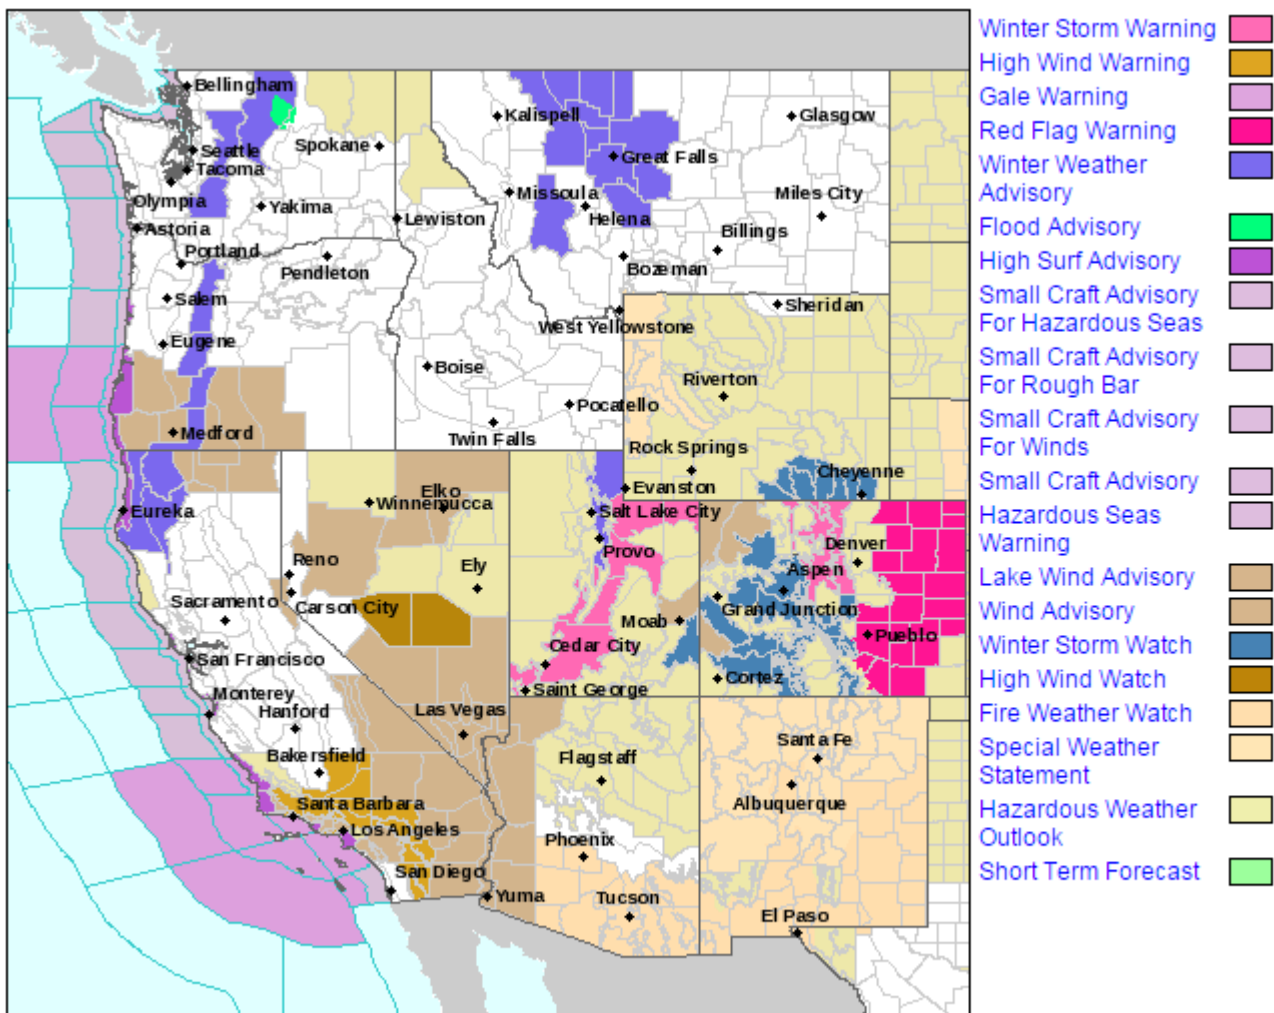 Bellingham
Kalispell
Glasgow
Spokane
Seattle
Great Falls
Tacoma
Missoula
Miles City
Olympia
Yakima
Lewiston
Helena
Astoria
Billings
Portland
Pendleton
Bozeman
Salem
Sheridan
West Yellowstone
Eugene
Boise
Riverton
Pocatello
Medford
Twin Falls
Rock Springs
Cheyenne
Elko
Evanston
Winnemucca
Eureka
Salt Lake City
Provo
Denver
Reno
Ely
Aspen
Sacramento
Carson City
Grand Junction
Moab
Pueblo
Cedar City
San Francisco
Cortez
Saint George
Monterey
Hanford
Las Vegas
Santa Fe
Bakersfield
Flagstaff
Santa Barbara
Albuquerque
Los Angeles
Phoenix
San Diego
Yuma
Tucson
El Paso
Winter Storm Warning
High Wind Warning
Gale Warning
Red Flag Warning
Winter Weather
Advisory
Flood Advisory
High Surf Advisory
Small Craft Advisory
For Hazardous Seas
Small Craft Advisory
For Rough Bar
Small Craft Advisory
For Winds
Small Craft Advisory
Hazardous Seas
Warning
Lake Wind Advisory
Wind Advisory
Winter Storm Watch
High Wind Watch
Fire Weather Watch
Special Weather
Statement
Hazardous Weather
Outlook
Short Term Forecast